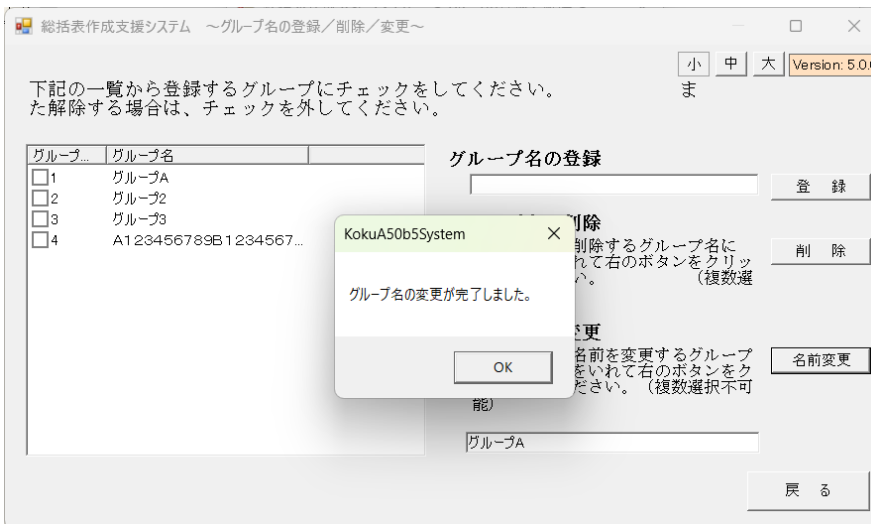 総括表作成支援システム ～グループ名の登録／削除／変更～
小 中 大 Version: 5.0.
下記の一覧から登録するグループにチェックをしてください。 ま
た解除する場合は、チェックを外してください。
グループ... グループ名
1 グループA
2 グループ2
3 グループ3
4 A123456789B1234567...
グループ名の登録
登 録
削除
削除するグループ名に
れて右のボタンをクリッ
い。 （複数選
削 除
変更
名前を変更するグループ
をいれて右のボタンをク
ださい。（複数選択不可
能）
名前変更
グループA
戻 る
KokuA50b5System
グループ名の変更が完了しました。
OK